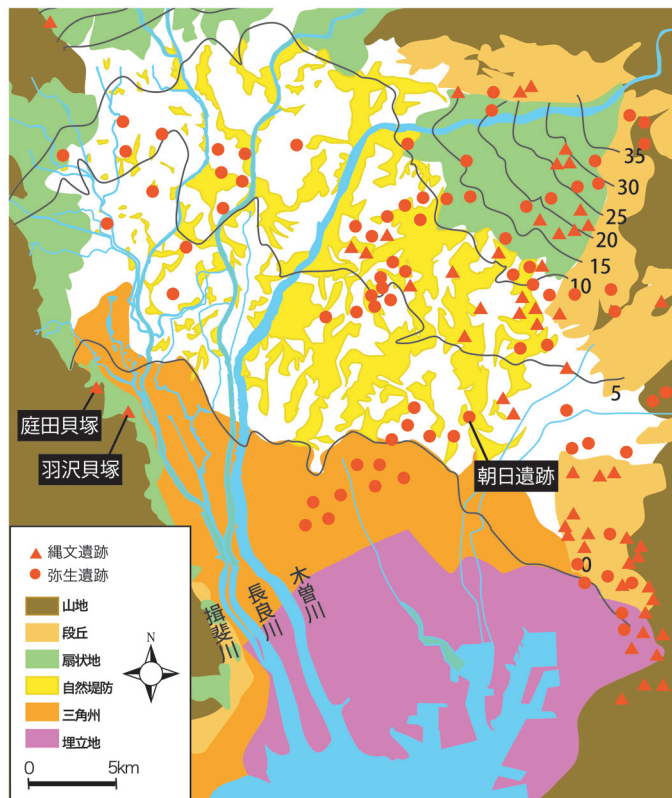 35
30
25
20
15
10
5
0
庭田貝塚
羽沢貝塚
朝日遺跡
揖斐川
長良川
木曽川
▲縄文遺跡
●弥生遺跡
山地
段丘
扇状地
自然堤防
三角州
埋立地
N
0 5km